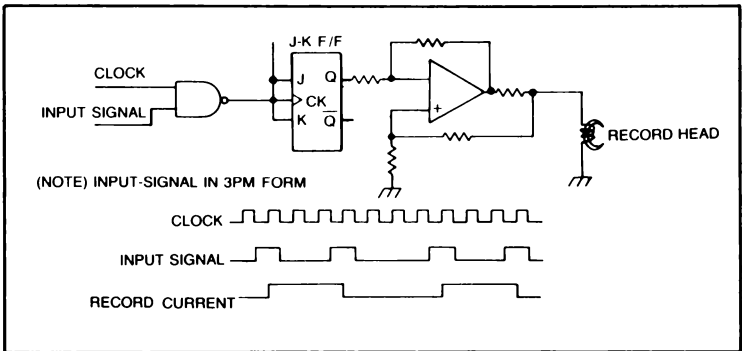 J-K F/F
CLOCK
J Q
CK
INPUT SIGNAL
K Q
+
RECORD HEAD
(NOTE) INPUT-SIGNAL IN 3PM FORM
CLOCK
INPUT SIGNAL
RECORD CURRENT